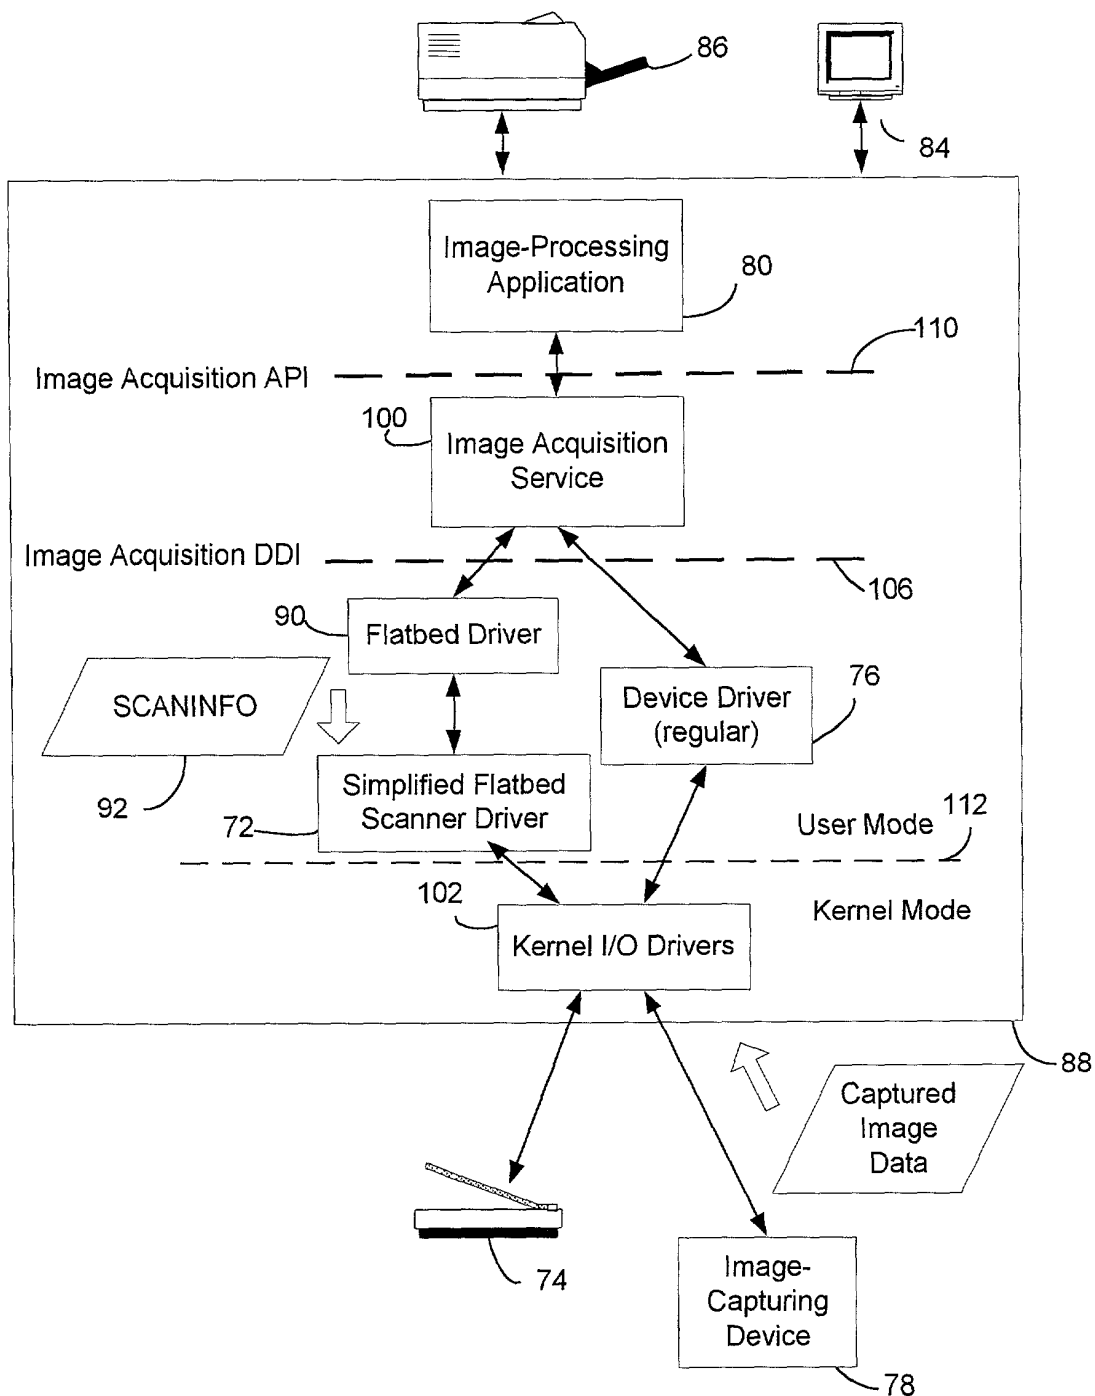 86
84
Image-Processing
Application
80
110
Image Acquisition API
100
Image Acquisition
Service
Image Acquisition DDI
106
90
Flatbed Driver
SCANINFO
76
Device Driver
(regular)
92
Simplified Flatbed
Scanner Driver
72
112
User Mode
102
Kernel Mode
Kernel I/O Drivers
88
Captured
Image
Data
74
Image-
Capturing
Device
78